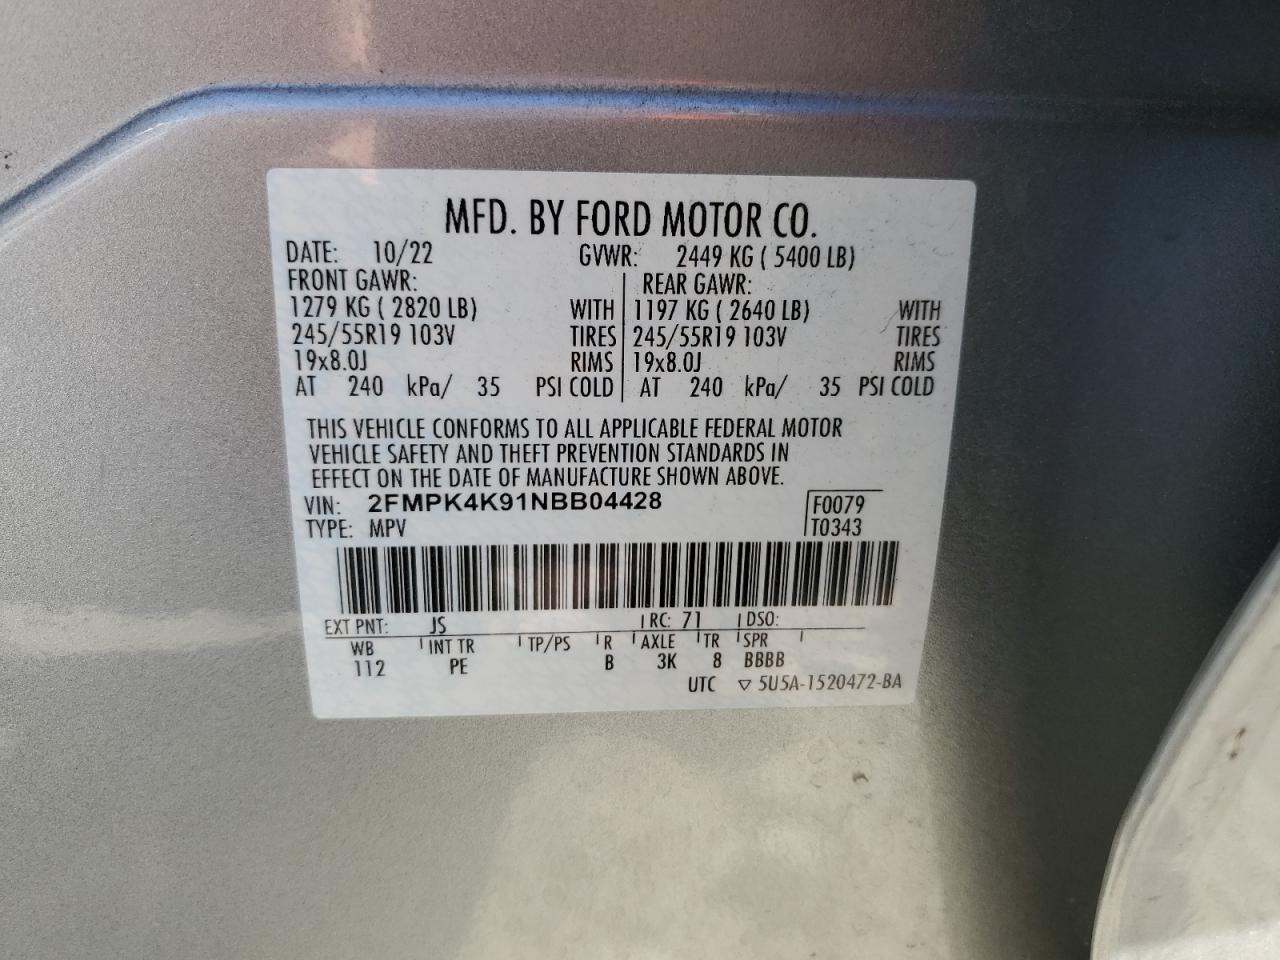 MFD. BY FORD MOTOR CO.
DATE: 10/22 GVWR: 2449 KG ( 5400 LB)
FRONT GAWR: REAR GAWR:
1279 KG ( 2820 LB) WITH 1197 KG ( 2640 LB) WITH
245/55R19 103V TIRES 245/55R19 103V TIRES
19x8.0J RIMS 19x8.0J RIMS
AT 240 kPa/ 35 PSI COLD AT 240 kPa/ 35 PSI COLD
THIS VEHICLE CONFORMS TO ALL APPLICABLE FEDERAL MOTOR
VEHICLE SAFETY AND THEFT PREVENTION STANDARDS IN
EFFECT ON THE DATE OF MANUFACTURE SHOWN ABOVE.
VIN: 2FMPK4K91NBB04428 F0079
TYPE: MPV T0343
EXT PNT: JS RC: 71 DSO:
WB INT TR TP/PS R AXLE TR SPR
112 PE B 3K 8 BBBB
UTC ▽ 5U5A-1520472-BA